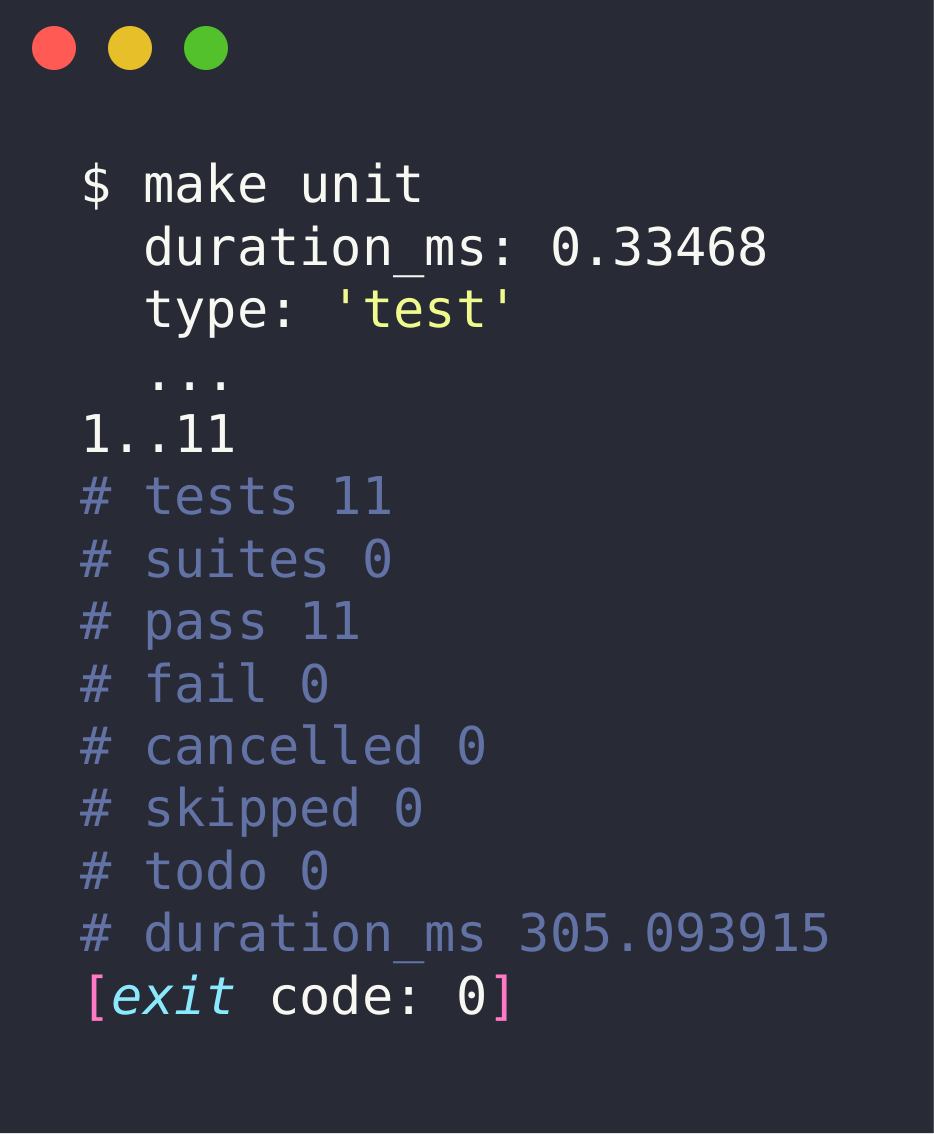 $ make unit
  duration_ms: 0.33468
  type: 'test'
  ...
1..11
# tests 11
# suites 0
# pass 11
# fail 0
# cancelled 0
# skipped 0
# todo 0
# duration_ms 305.093915
[exit code: 0]